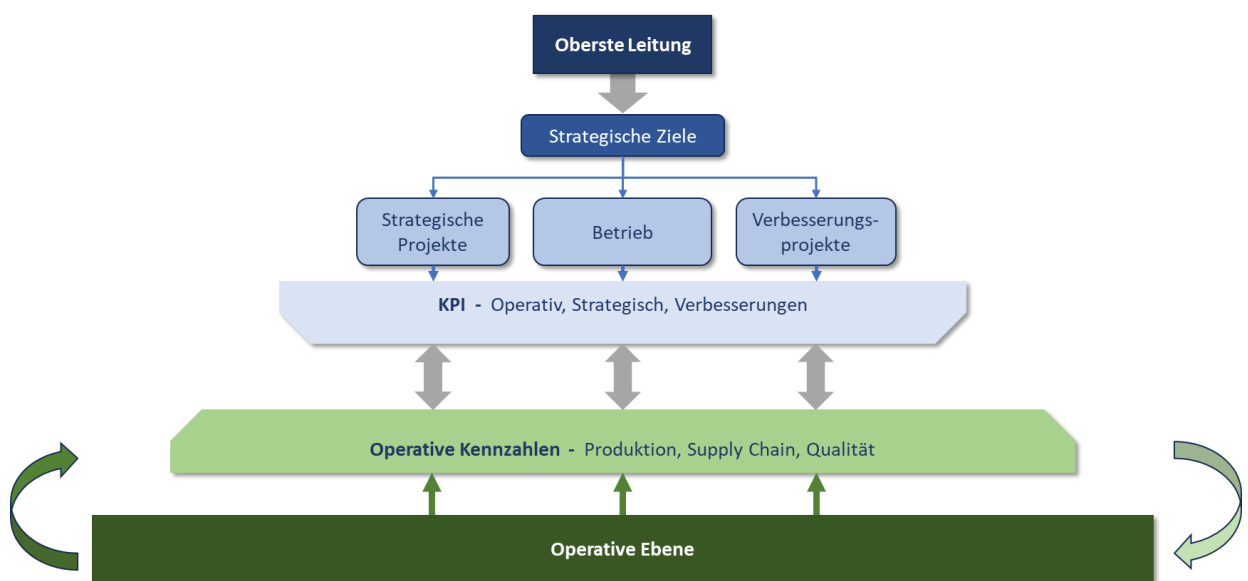 Oberste Leitung
Strategische Ziele
Strategische
Projekte
Betrieb
Verbesserungs-
projekte
KPI - Operativ, Strategisch, Verbesserungen
Operative Kennzahlen - Produktion, Supply Chain, Qualität
Operative Ebene